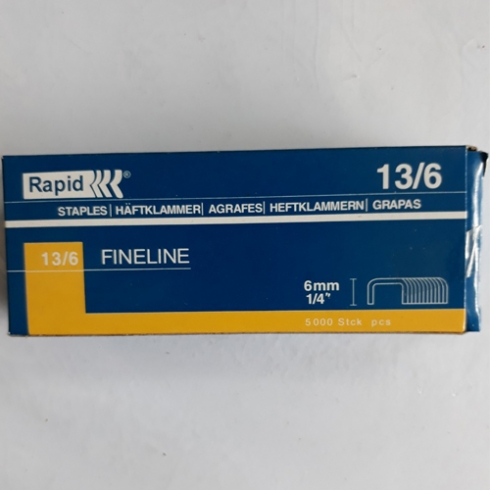 Rapid ®
13/6
STAPLES| HÄFTKLAMMER| AGRAFES| HEFTKLAMMERN| GRAPAS
13/6 FINELINE
6mm
1/4"
5000 Stck pcs